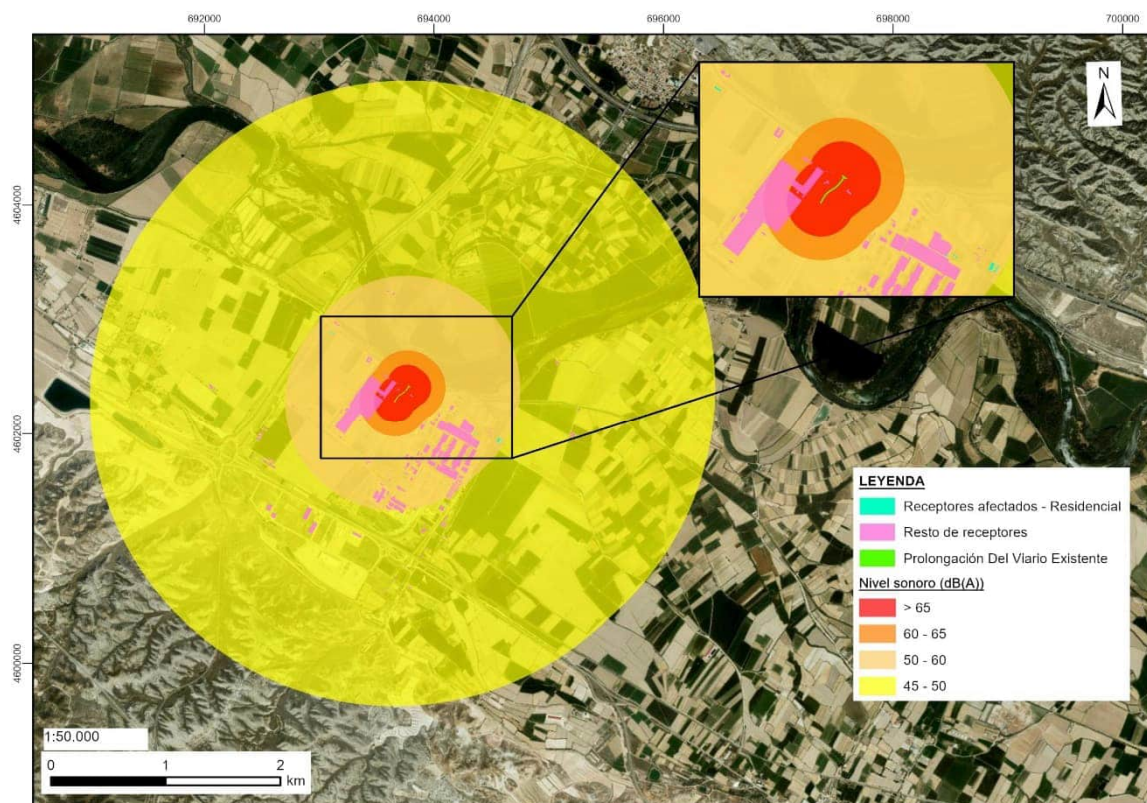 692000 694000 696000 698000 700000
N
4604000
4602000
4600000
LEYENDA
Receptores afectados - Residencial
Resto de receptores
Prolongación Del Viario Existente
Nivel sonoro (dB(A))
> 65
60 - 65
50 - 60
45 - 50
1:50.000
0 1 2
km